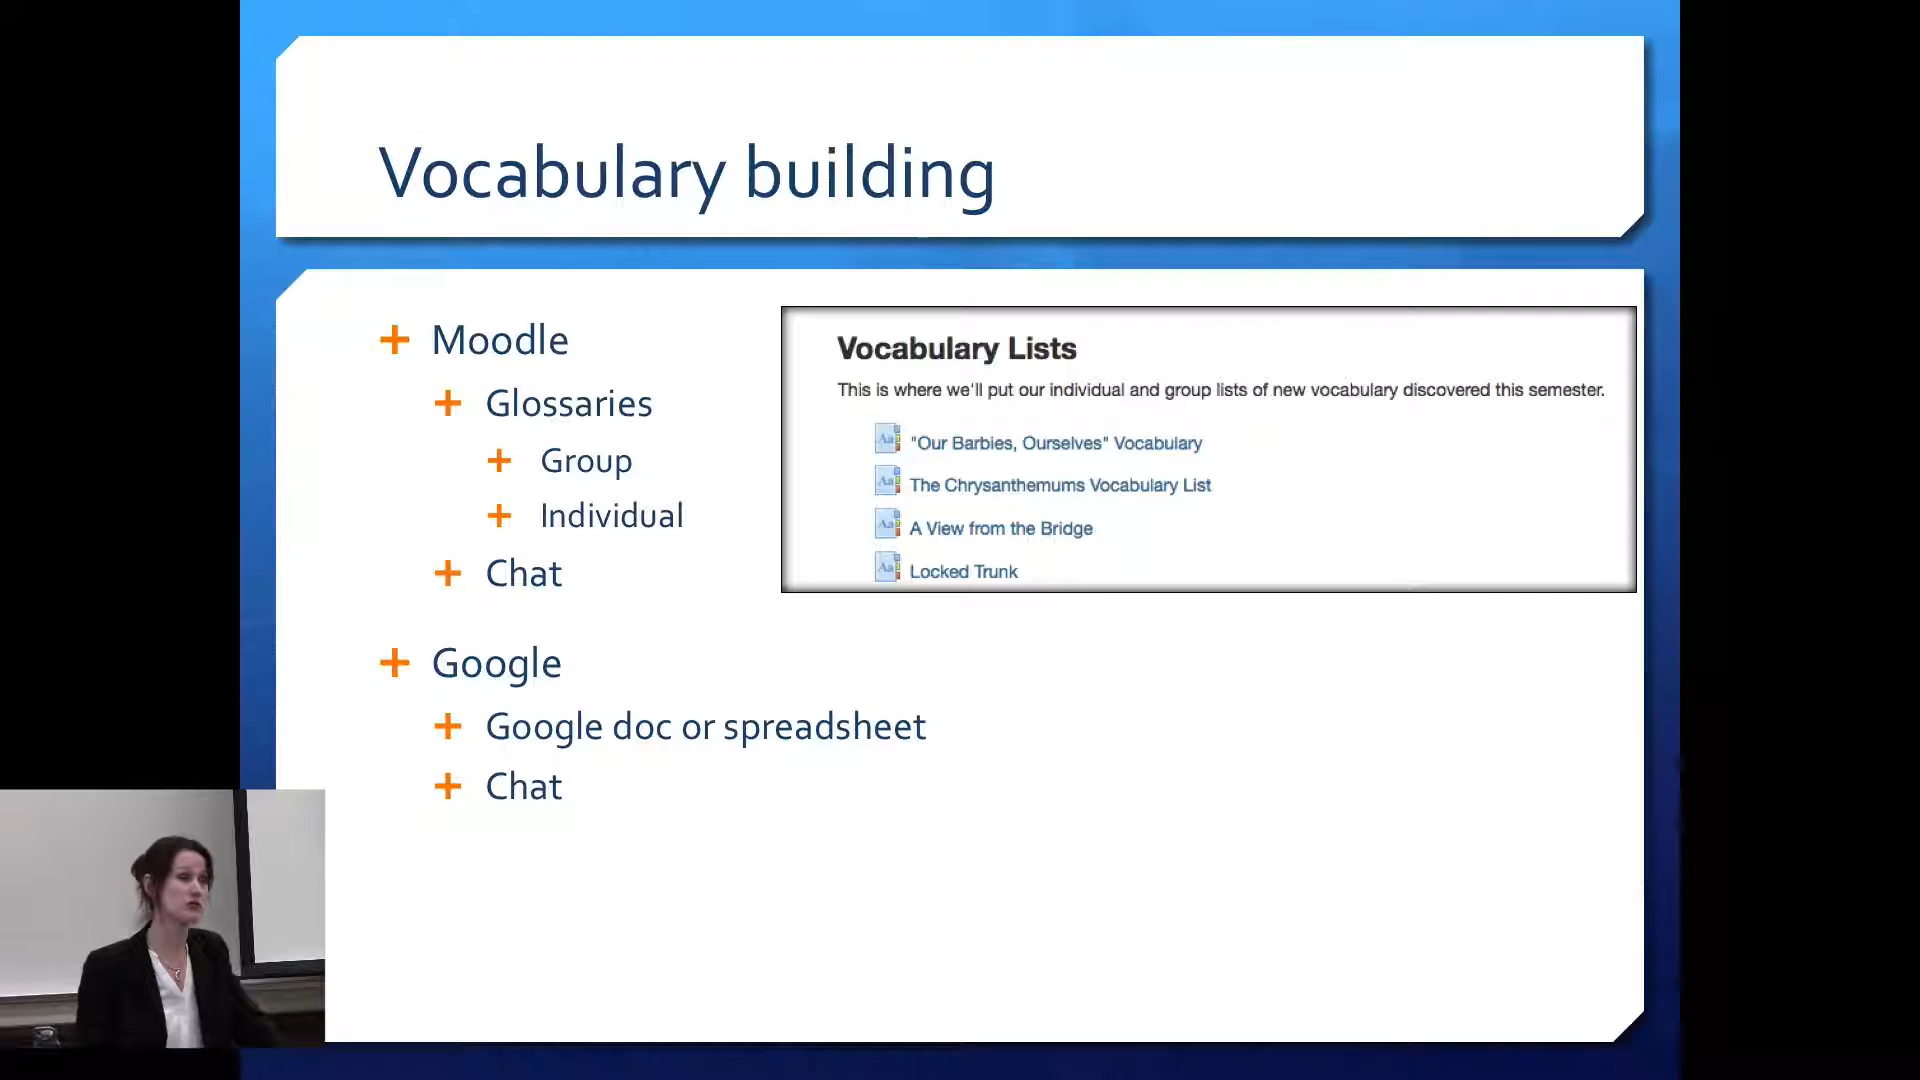 Vocabulary building
Moodle
Glossaries
Group
Individual
Chat
Google
Google doc or spreadsheet
Chat
Vocabulary Lists
This is where we'll put our individual and group lists of new vocabulary discovered this semester.
"Our Barbies, Ourselves" Vocabulary
The Chrysanthemums Vocabulary List
A View from the Bridge
Locked Trunk